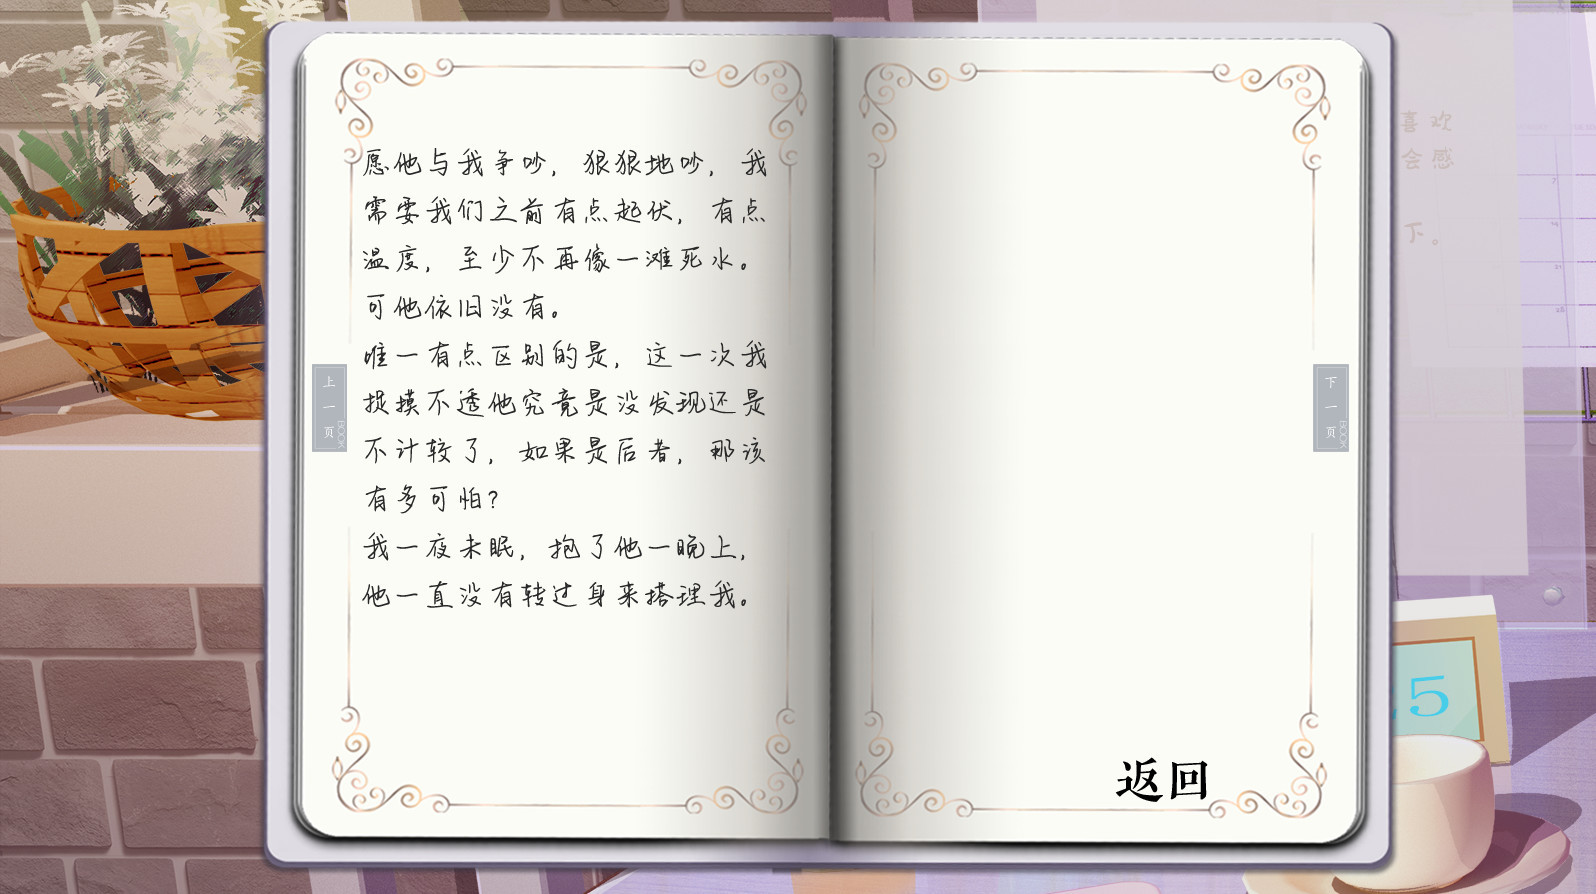 愿他与我争吵，狠狠地吵，我
需要我们之前有点起伏，有点
温度，至少不再像一滩死水。
可他依旧没有。
唯一有点区别的是，这一次我
捉摸不透他究竟是没发现还是
不计较了，如果是后者，那该
有多可怕？
我一夜未眠，抱了他一晚上，
他一直没有转过身来搭理我。
上一页
BOOK
下一页
BOOK
返回
喜欢
会感
下。
5